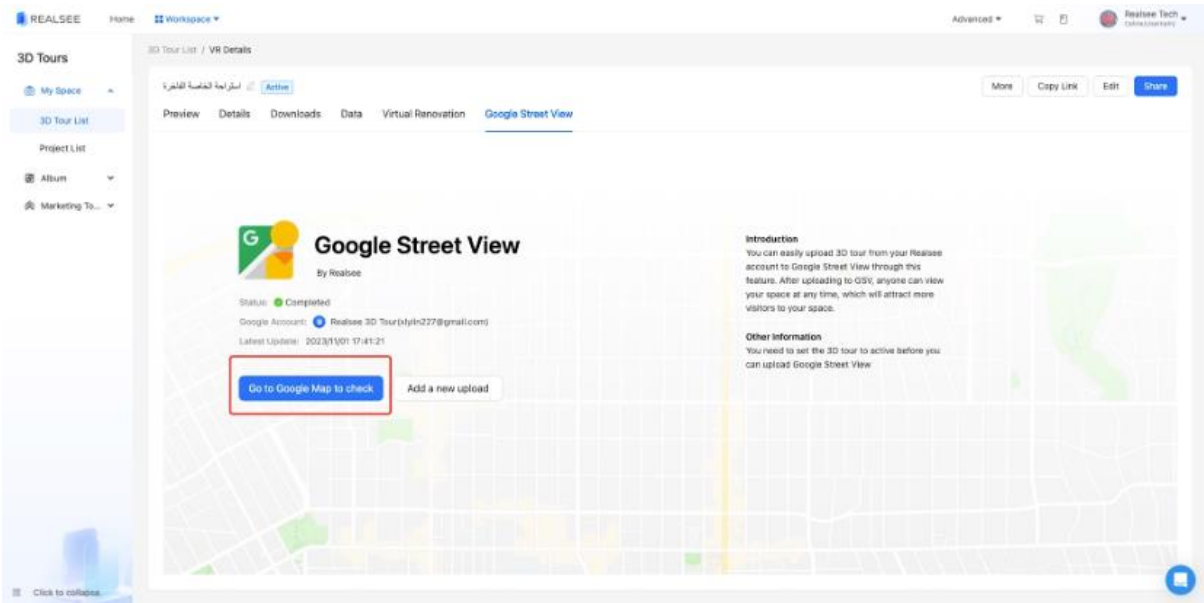 REALSEE
Home
Workspace
Advanced
Realsee Tech
3D Tours
My Space
3D Tour List
Project List
Album
Marketing To...
Click to collapse
3D Tour List / VR Details
استراحة الخاصة الفاخرة
Active
More
Copy Link
Edit
Share
Preview
Details
Downloads
Data
Virtual Renovation
Google Street View
G
Google Street View
By Realsee
Status: Completed
Google Account: Realsee 3D Tour
Latest Update: 2023/11/01 17:41:21
Go to Google Map to check
Add a new upload
Introduction
You can easily upload 3D tour from your Realsee
account to Google Street View through this
feature. After uploading to GSV, anyone can view
your space at any time, which will attract more
visitors to your space.
Other Information
You need to set the 3D tour to active before you
can upload Google Street View